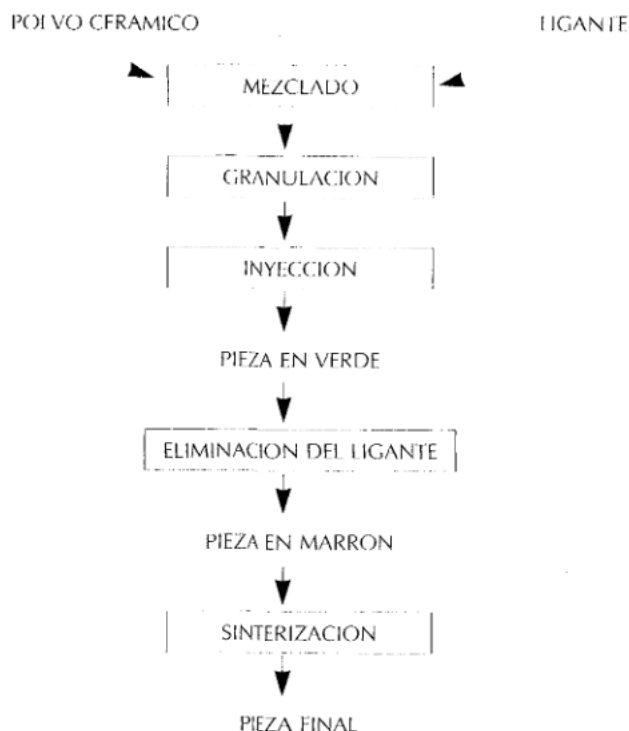 POLVO CERAMICO LIGANTE
MEZCLADO
GRANULACION
INYECCION
PIEZA EN VERDE
ELIMINACION DEL LIGANTE
PIEZA EN MARRON
SINTERIZACION
PIEZA FINAL